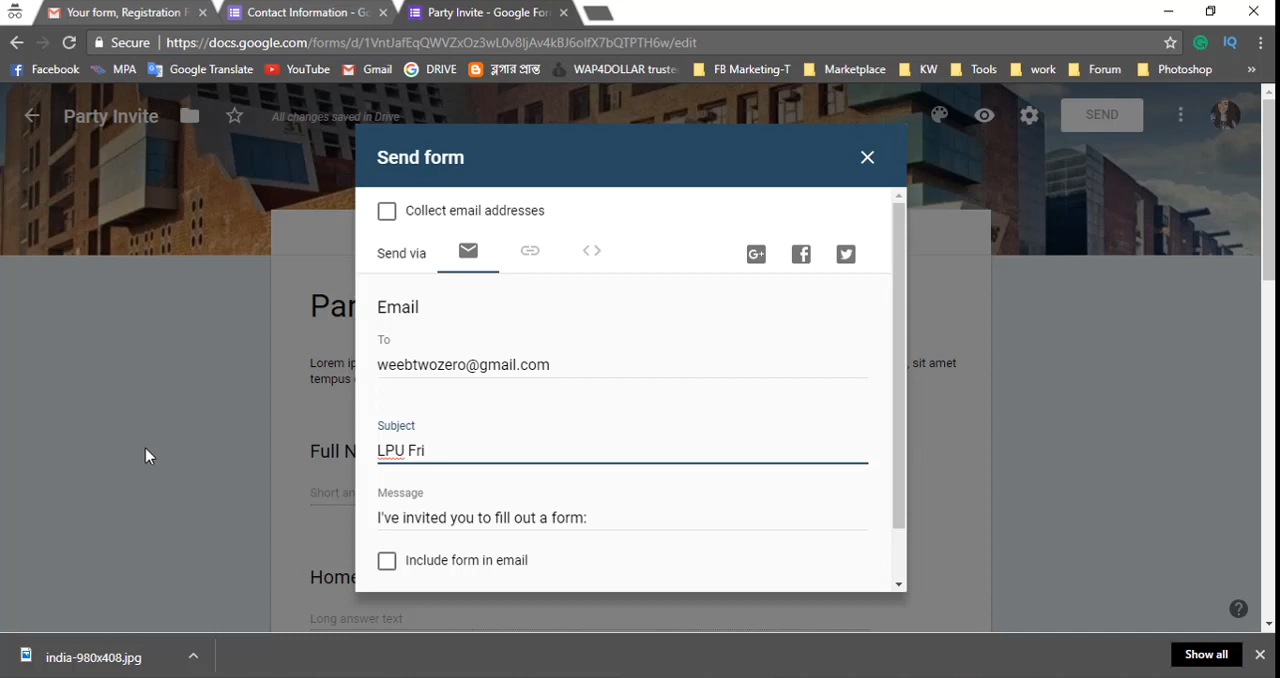 Your form, Registration F
Contact Information - Go
Party Invite - Google For
Secure
https://docs.google.com/forms/d/1VntJafEqQWVZxOz3wL0v8IjAv4kBJ6olfX7bQTPTH6w/edit
IQ
Facebook MPA Google Translate YouTube Gmail DRIVE ব্লগার প্রান্ত WAP4DOLLAR truste FB Marketing-T Marketplace KW Tools work Forum Photoshop »
Party Invite All changes saved in Drive SEND
Send form
Collect email addresses
Send via
G+
Par
Email
To
Lorem ip , sit amet
weebtwozero@gmail.com
tempus
Subject
Full N LPU Fri
Short an Message
I've invited you to fill out a form:
Include form in email
Home
Long answer text
india-980x408.jpg Show all